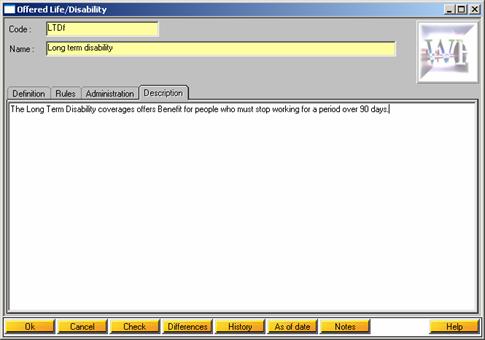 Offered Life/Disability
Code : LTDf
Name : Long term disability
Definition Rules Administration Description
The Long Term Disability coverages offers Benefit for people who must stop working for a period over 90 days.
Ok Cancel Check Differences History As of date Notes Help